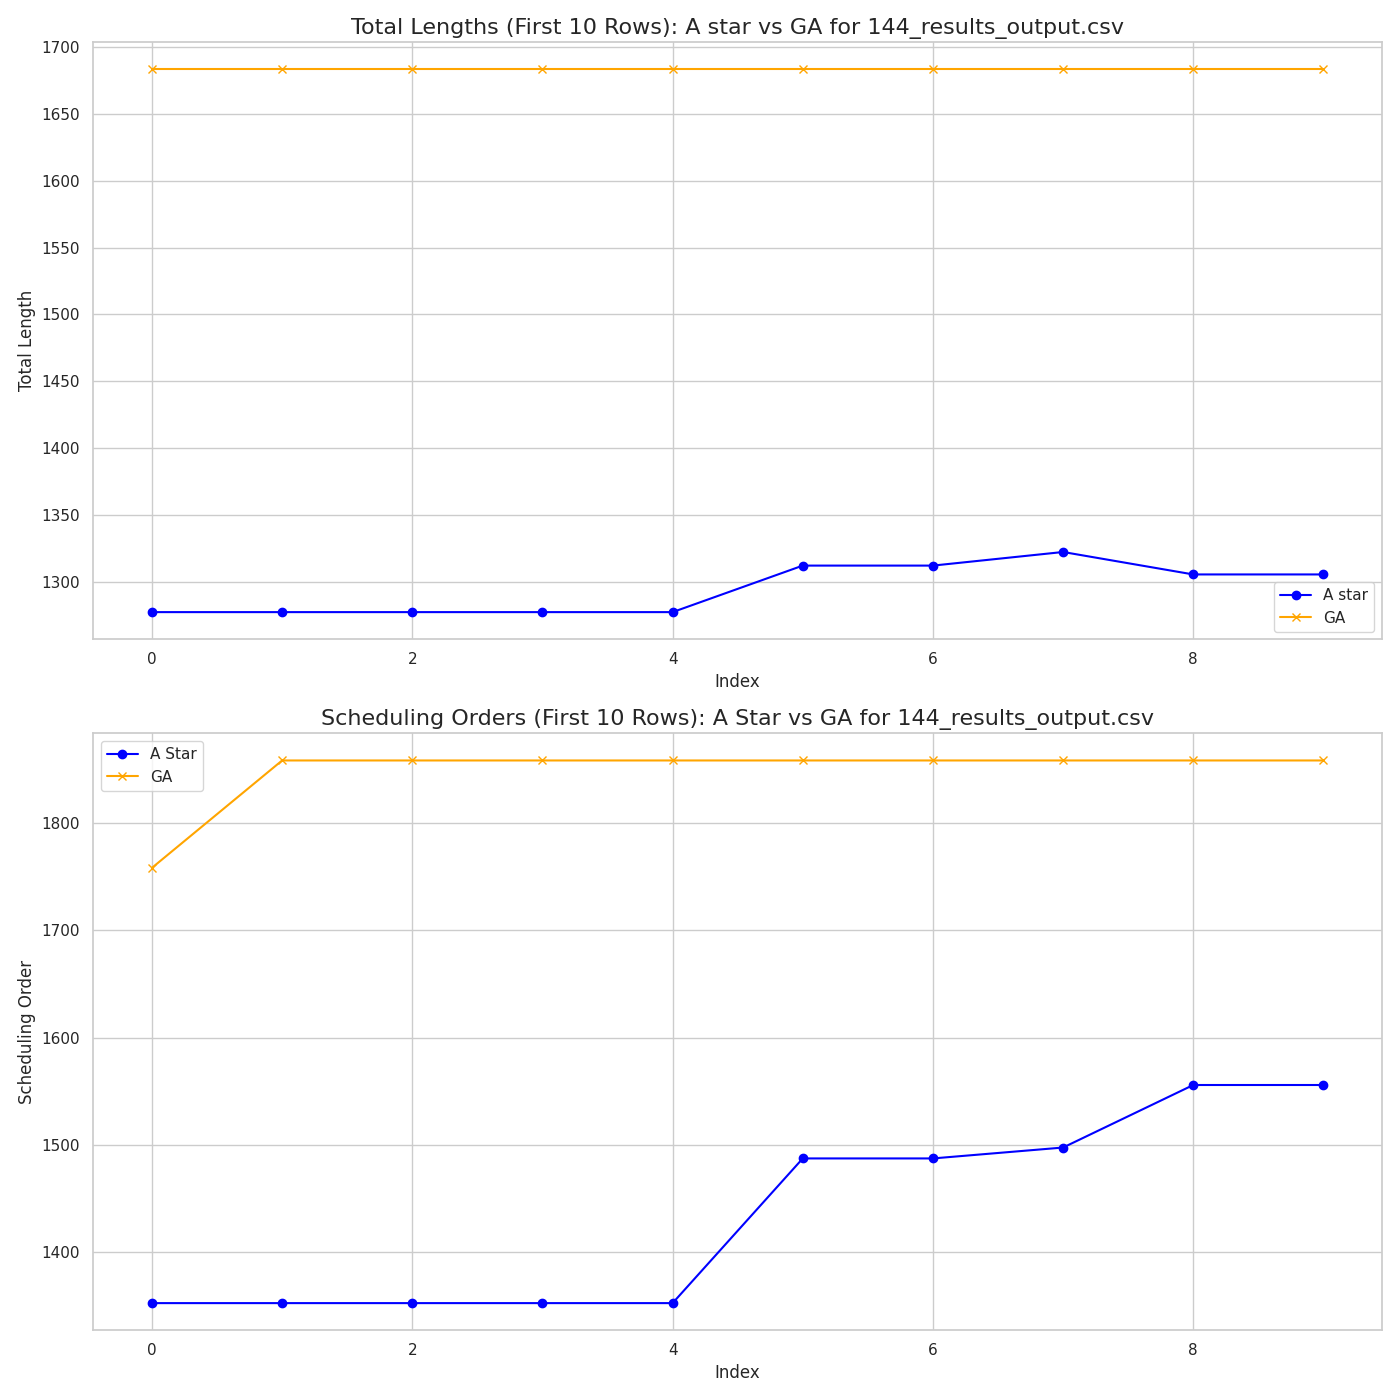 Total Lengths (First 10 Rows): A star vs GA for 144_results_output.csv
1700
1650
1600
1550
1500
1450
1400
1350
1300
Total Length
A star
GA
0 2 4 6 8
Index
Scheduling Orders (First 10 Rows): A Star vs GA for 144_results_output.csv
A Star
GA
1800
1700
1600
1500
1400
Scheduling Order
0 2 4 6 8
Index